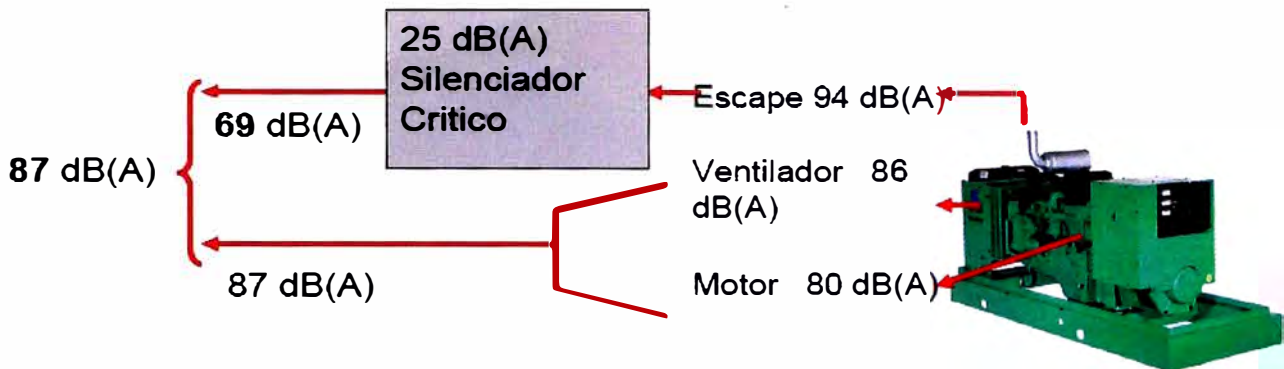 25 dB(A)
Silenciador
Critico
Escape 94 dB(A)
69 dB(A)
87 dB(A)
Ventilador 86
dB(A)
87 dB(A)
Motor 80 dB(A)